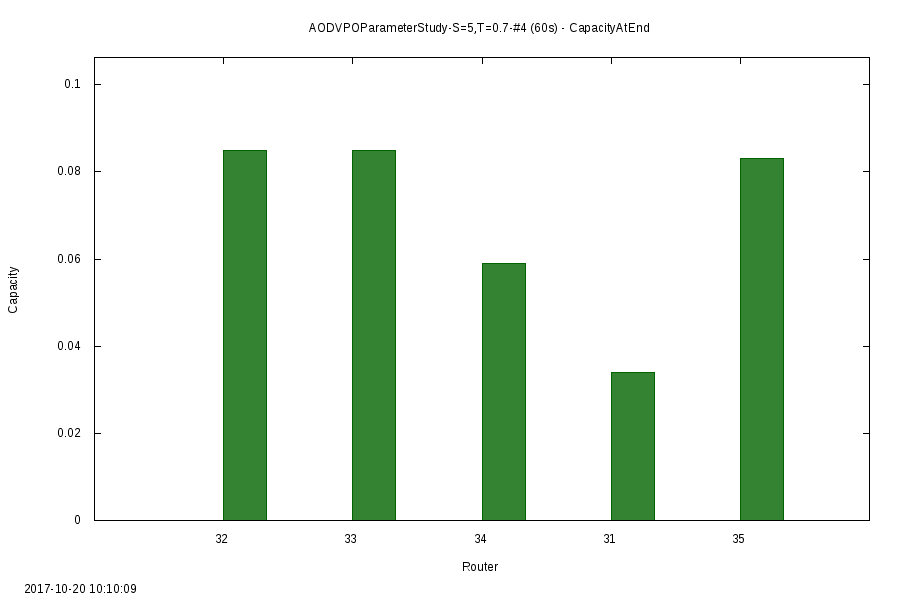 AODVPOParameterStudy-S=5,T=0.7-#4 (60s) - CapacityAtEnd
0.1
0.08
0.06
0.04
0.02
0
Capacity
32 33 34 31 35
Router
2017-10-20 10:10:09